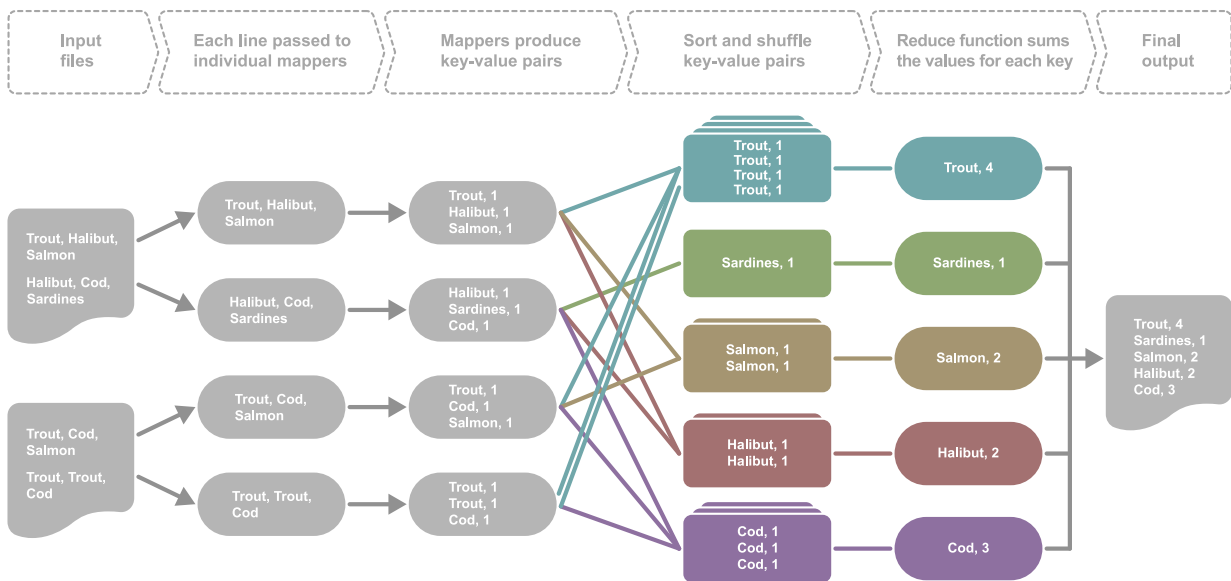 Input
files
Each line passed to
individual mappers
Mappers produce
key-value pairs
Sort and shuffle
key-value pairs
Reduce function sums
the values for each key
Final
output
Trout, Halibut,
Salmon
Halibut, Cod,
Sardines
Trout, Cod,
Salmon
Trout, Trout,
Cod
Trout, Halibut,
Salmon
Halibut, Cod,
Sardines
Trout, Cod,
Salmon
Trout, Trout,
Cod
Trout, 1
Halibut, 1
Salmon, 1
Halibut, 1
Sardines, 1
Cod, 1
Trout, 1
Cod, 1
Salmon, 1
Trout, 1
Trout, 1
Cod, 1
Trout, 1
Trout, 1
Trout, 1
Trout, 1
Sardines, 1
Salmon, 1
Salmon, 1
Halibut, 1
Halibut, 1
Cod, 1
Cod, 1
Cod, 1
Trout, 4
Sardines, 1
Salmon, 2
Halibut, 2
Cod, 3
Trout, 4
Sardines, 1
Salmon, 2
Halibut, 2
Cod, 3